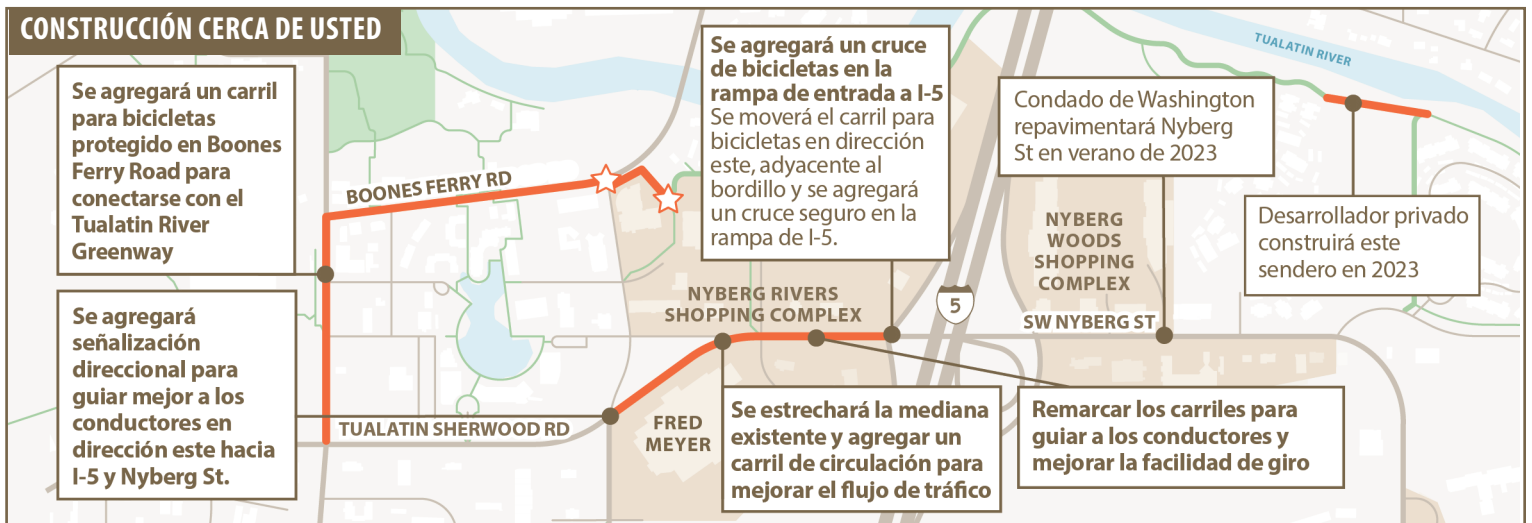 CONSTRUCCIÓN CERCA DE USTED
Se agregará un carril
para bicicletas
protegido en Boones
Ferry Road para
conectarse con el
Tualatin River
Greenway
Se agregará
señalización
direccional para
guiar mejor a los
conductores en
dirección este hacia
I-5 y Nyberg St.
BOONES FERRY RD
TUALATIN SHERWOOD RD
Se agregará un cruce
de bicicletas en la
rampa de entrada a I-5
Se moverá el carril para
bicicletas en dirección
este, adyacente al
bordillo y se agregará
un cruce seguro en la
rampa de I-5.
NYBERG RIVERS
SHOPPING COMPLEX
FRED
MEYER
Se estrechará la mediana
existente y agregar un
carril de circulación para
mejorar el flujo de tráfico
5
Condado de Washington
repavimentará Nyberg
St en verano de 2023
NYBERG
WOODS
SHOPPING
COMPLEX
SW NYBERG ST
Remarcar los carriles para
guiar a los conductores y
mejorar la facilidad de giro
TUALATIN RIVER
Desarrollador privado
construirá este
sendero en 2023